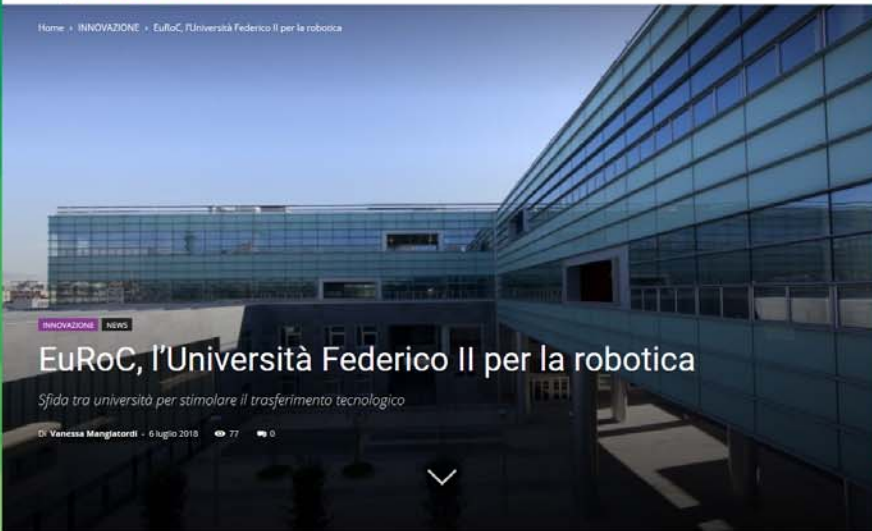 Home › INNOVAZIONE › EuRoC, l'Università Federico II per la robotica
INNOVAZIONE NEWS
EuRoC, l'Università Federico II per la robotica
Sfida tra università per stimolare il trasferimento tecnologico
Di Vanessa Mangiatordi - 6 luglio 2018 77 0